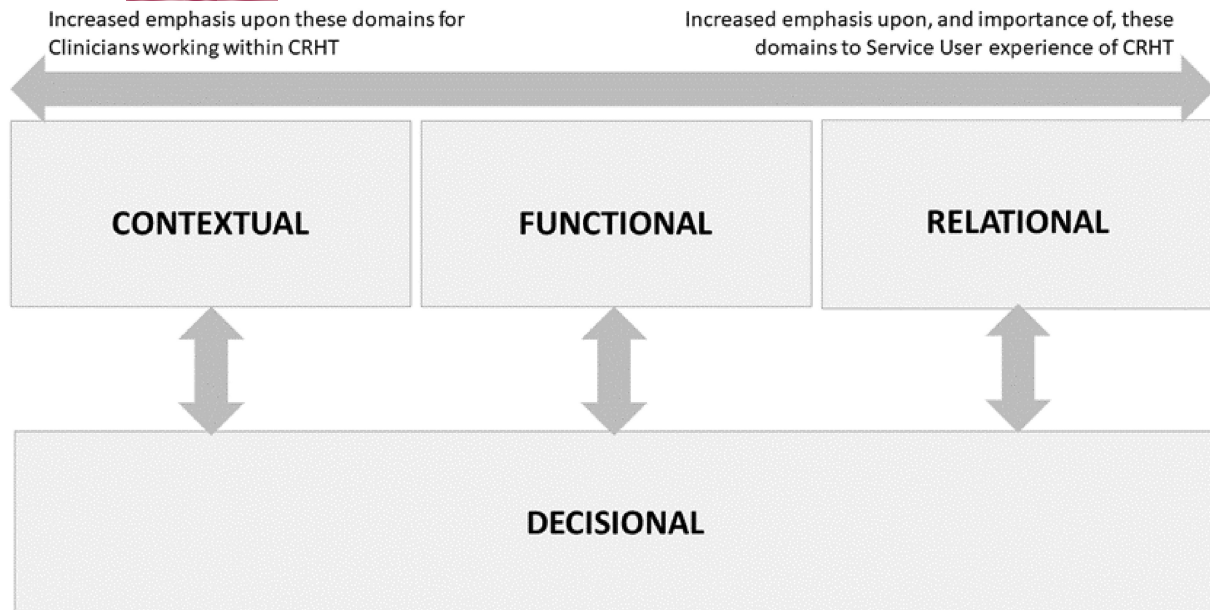 Increased emphasis upon these domains for
Clinicians working within CRHT
Increased emphasis upon, and importance of, these
domains to Service User experience of CRHT
CONTEXTUAL
FUNCTIONAL
RELATIONAL
DECISIONAL